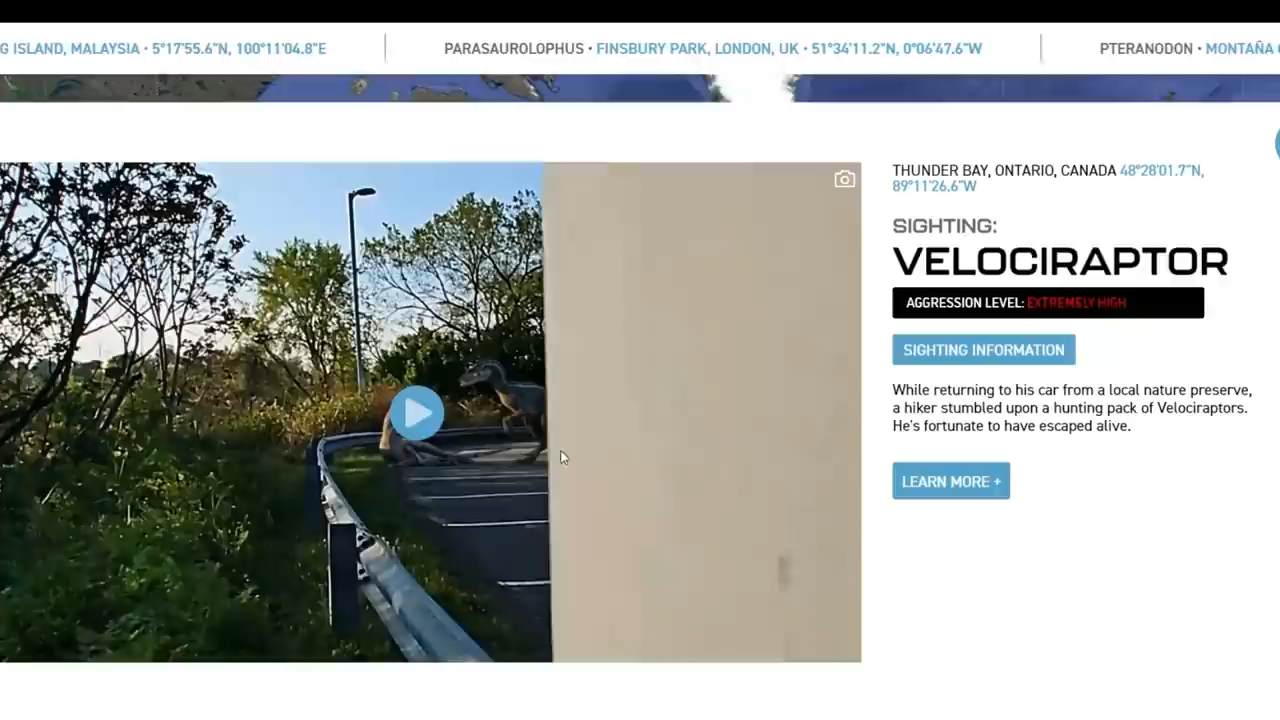 G ISLAND, MALAYSIA • 5°17'55.6"N, 100°11'04.8"E
PARASAUROLOPHUS • FINSBURY PARK, LONDON, UK • 51°34'11.2"N, 0°06'47.6"W
PTERANODON • MONTAÑA
THUNDER BAY, ONTARIO, CANADA 48°28'01.7"N,
89°11'26.6"W
SIGHTING:
VELOCIRAPTOR
AGGRESSION LEVEL: EXTREMELY HIGH
SIGHTING INFORMATION
While returning to his car from a local nature preserve,
a hiker stumbled upon a hunting pack of Velociraptors.
He's fortunate to have escaped alive.
LEARN MORE +